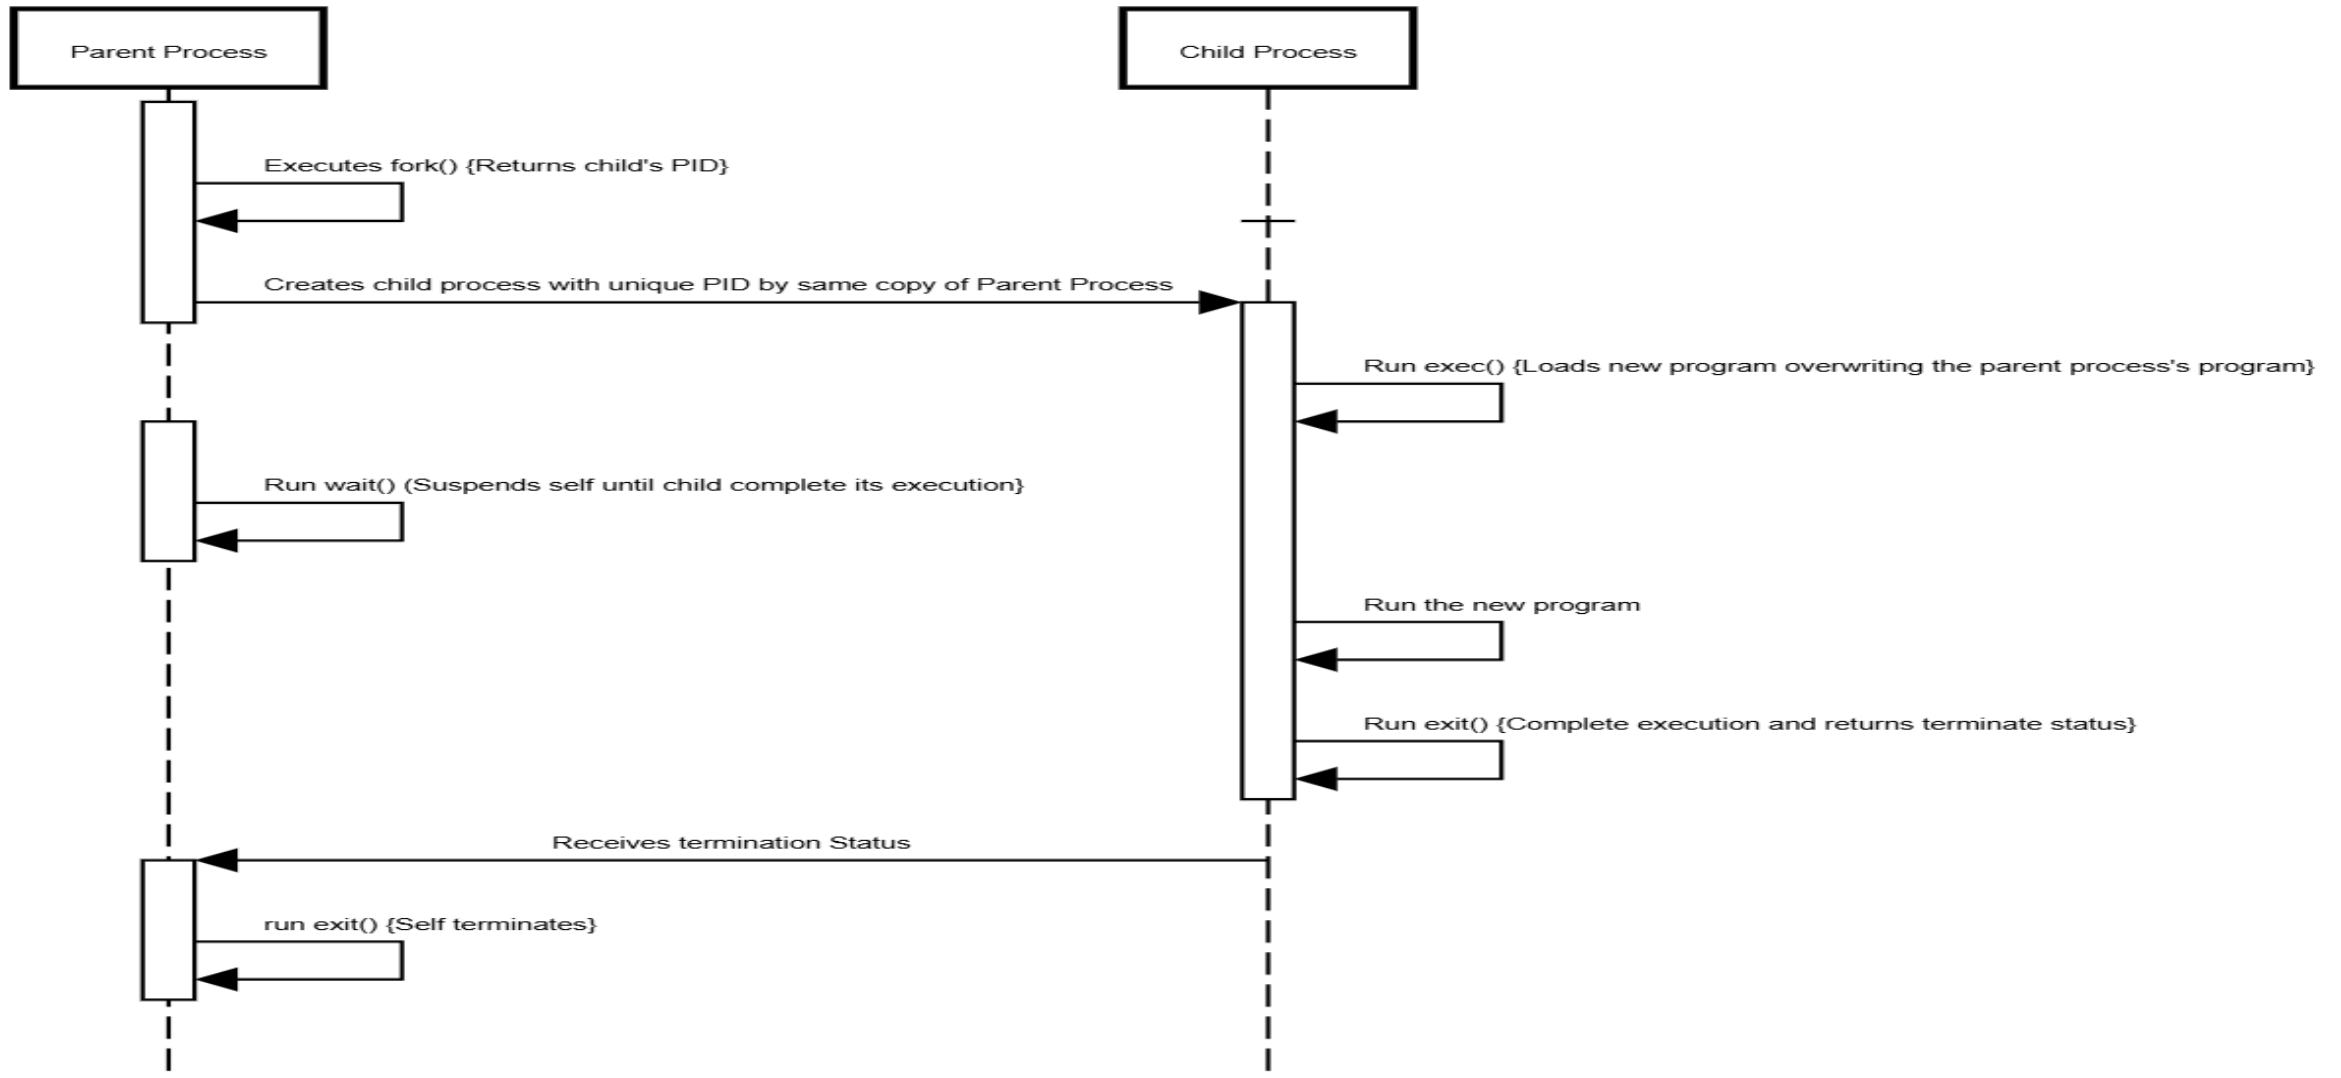 Parent Process
Child Process
Executes fork() {Returns child's PID}
Creates child process with unique PID by same copy of Parent Process
Run exec() {Loads new program overwriting the parent process's program}
Run wait() (Suspends self until child complete its execution}
Run the new program
Run exit() {Complete execution and returns terminate status}
Receives termination Status
run exit() {Self terminates}